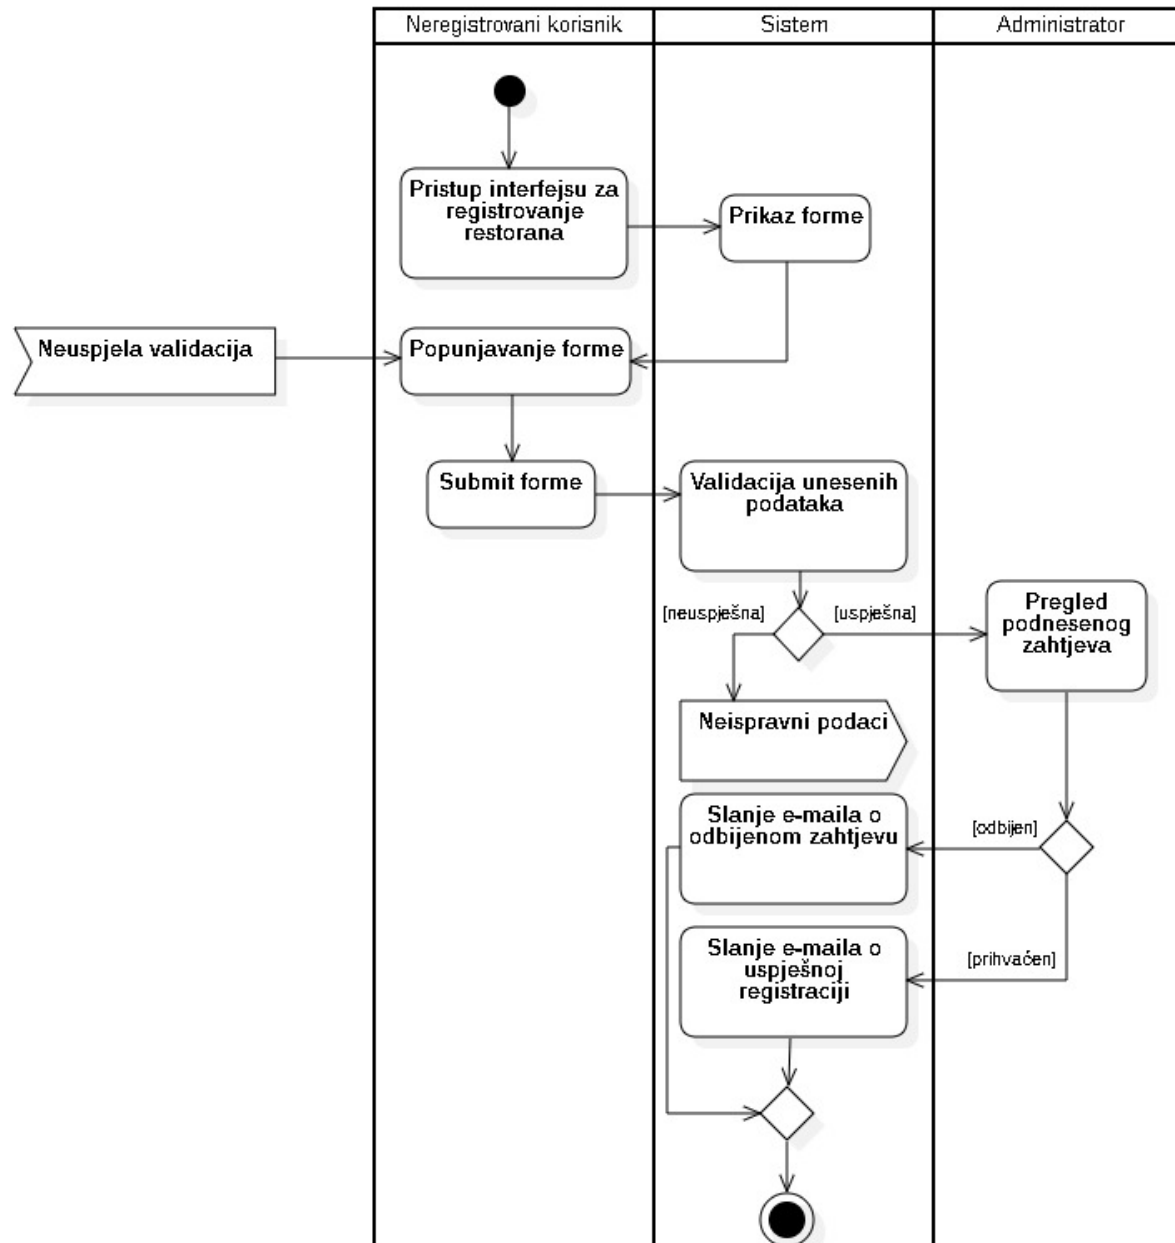 Neregistrovani korisnik
Sistem
Administrator
Pristup interfejsu za
registrovanje
restorana
Prikaz forme
Neuspjela validacija
Popunjavanje forme
Submit forme
Validacija unesenih
podataka
[neuspješna]
[uspješna]
Pregled
podnesenog
zahtjeva
Neispravni podaci
Slanje e-maila o
odbijenom zahtjevu
[odbijen]
Slanje e-maila o
uspješnoj
registraciji
[prihvaćen]